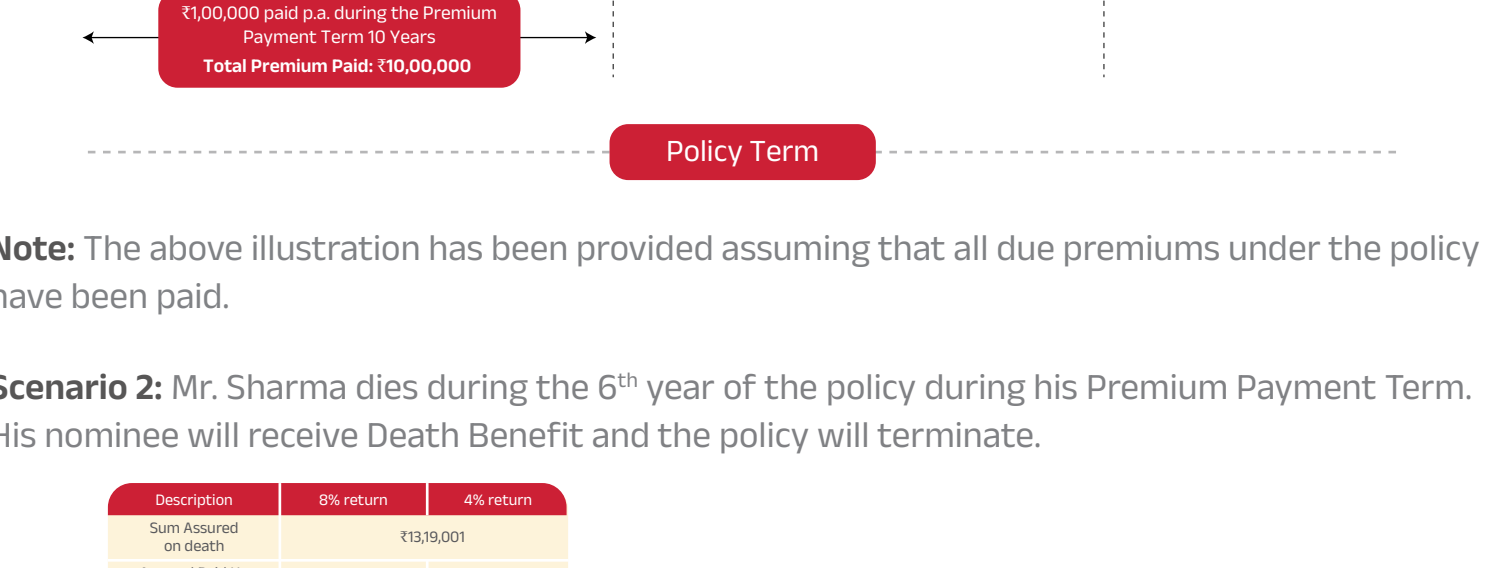 ₹1,00,000 paid p.a. during the Premium
Payment Term 10 Years
Total Premium Paid: ₹10,00,000
Policy Term
Note: The above illustration has been provided assuming that all due premiums under the policy
have been paid.
Scenario 2: Mr. Sharma dies during the 6th year of the policy during his Premium Payment Term.
His nominee will receive Death Benefit and the policy will terminate.
Description 8% return 4% return
Sum Assured
on death
₹13,19,001